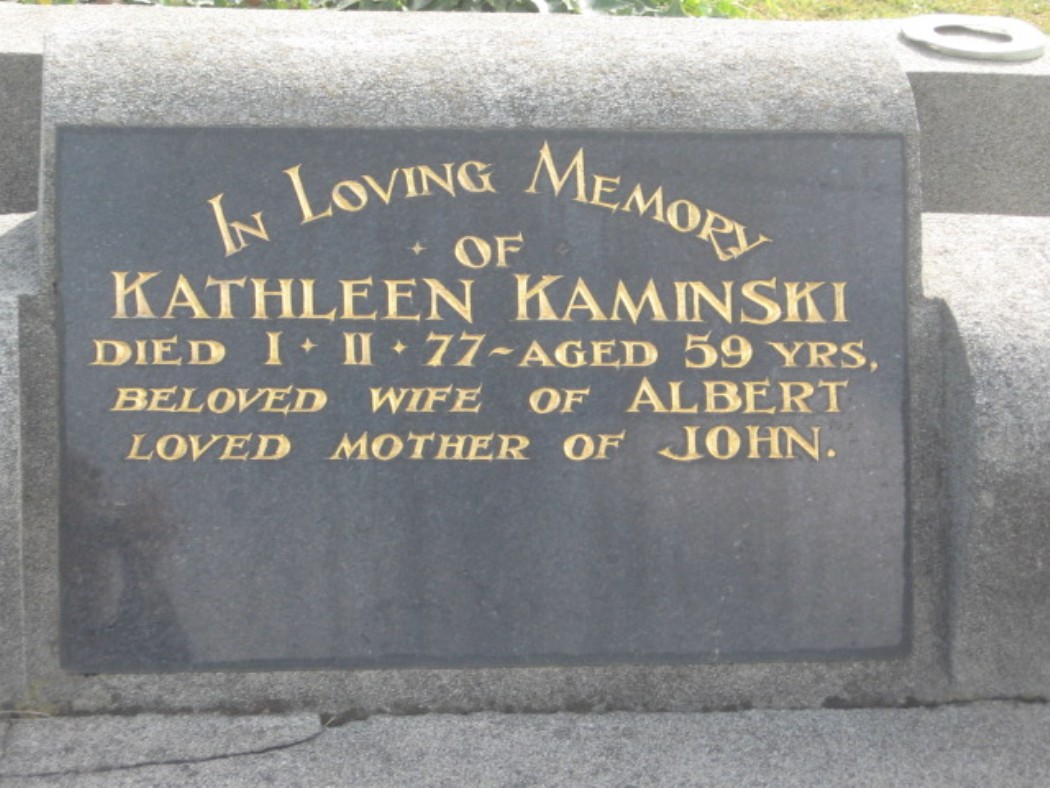 In Loving Memory
OF
KATHLEEN KAMINSKI
DIED 1 · 11 · 77 ~ AGED 59 YRS,
BELOVED WIFE OF ALBERT
LOVED MOTHER OF JOHN.